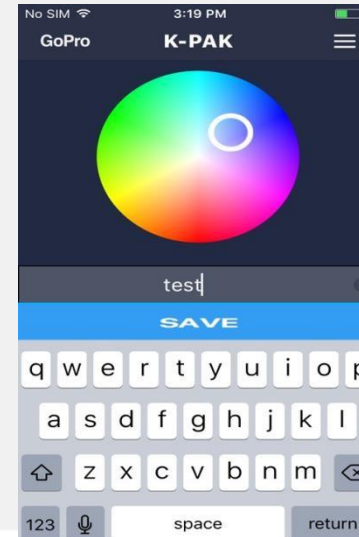 No SIM 3:19 PM
GoPro K-PAK
test
SAVE
q w e r t y u i o p
a s d f g h j k l
z x c v b n m
123 space return